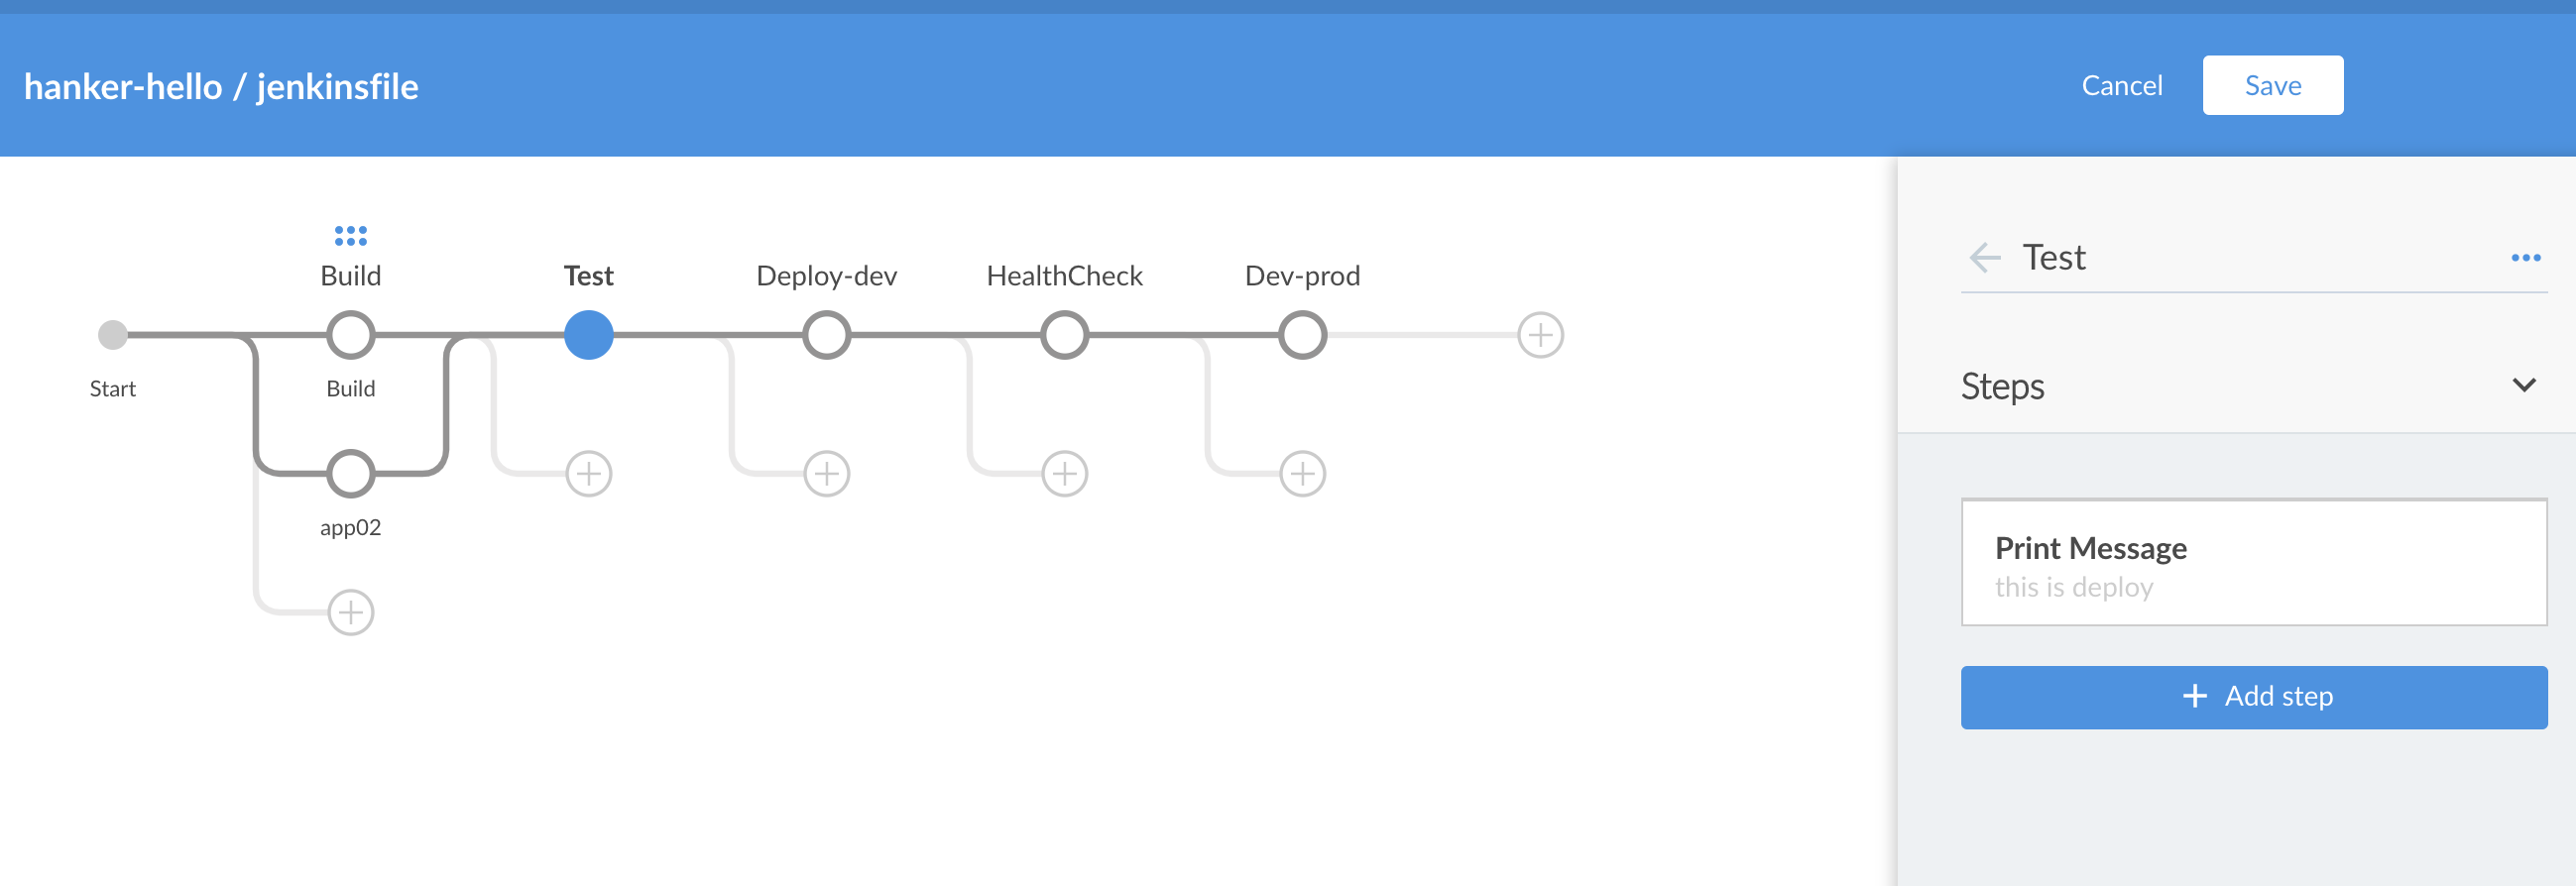 hanker-hello / jenkinsfile
Cancel
Save
Build
Test
Deploy-dev
HealthCheck
Dev-prod
Start
Build
app02
Test
Steps
Print Message
this is deploy
Add step